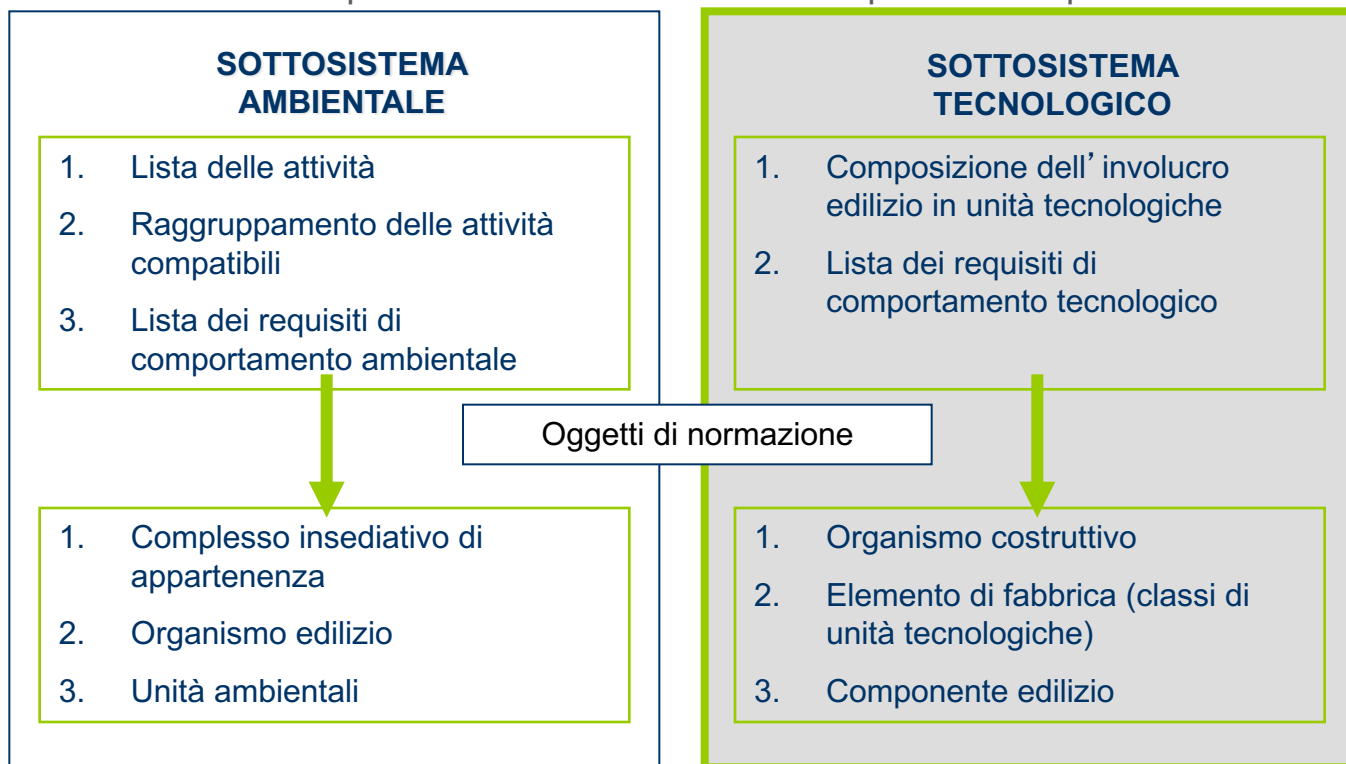 SOTTOSISTEMA
AMBIENTALE
1. Lista delle attività
2. Raggruppamento delle attività
compatibili
3. Lista dei requisiti di
comportamento ambientale
SOTTOSISTEMA
TECNOLOGICO
1. Composizione dell’ involucro
edilizio in unità tecnologiche
2. Lista dei requisiti di
comportamento tecnologico
Oggetti di normazione
1. Complesso insediativo di
appartenenza
2. Organismo edilizio
3. Unità ambientali
1. Organismo costruttivo
2. Elemento di fabbrica (classi di
unità tecnologiche)
3. Componente edilizio